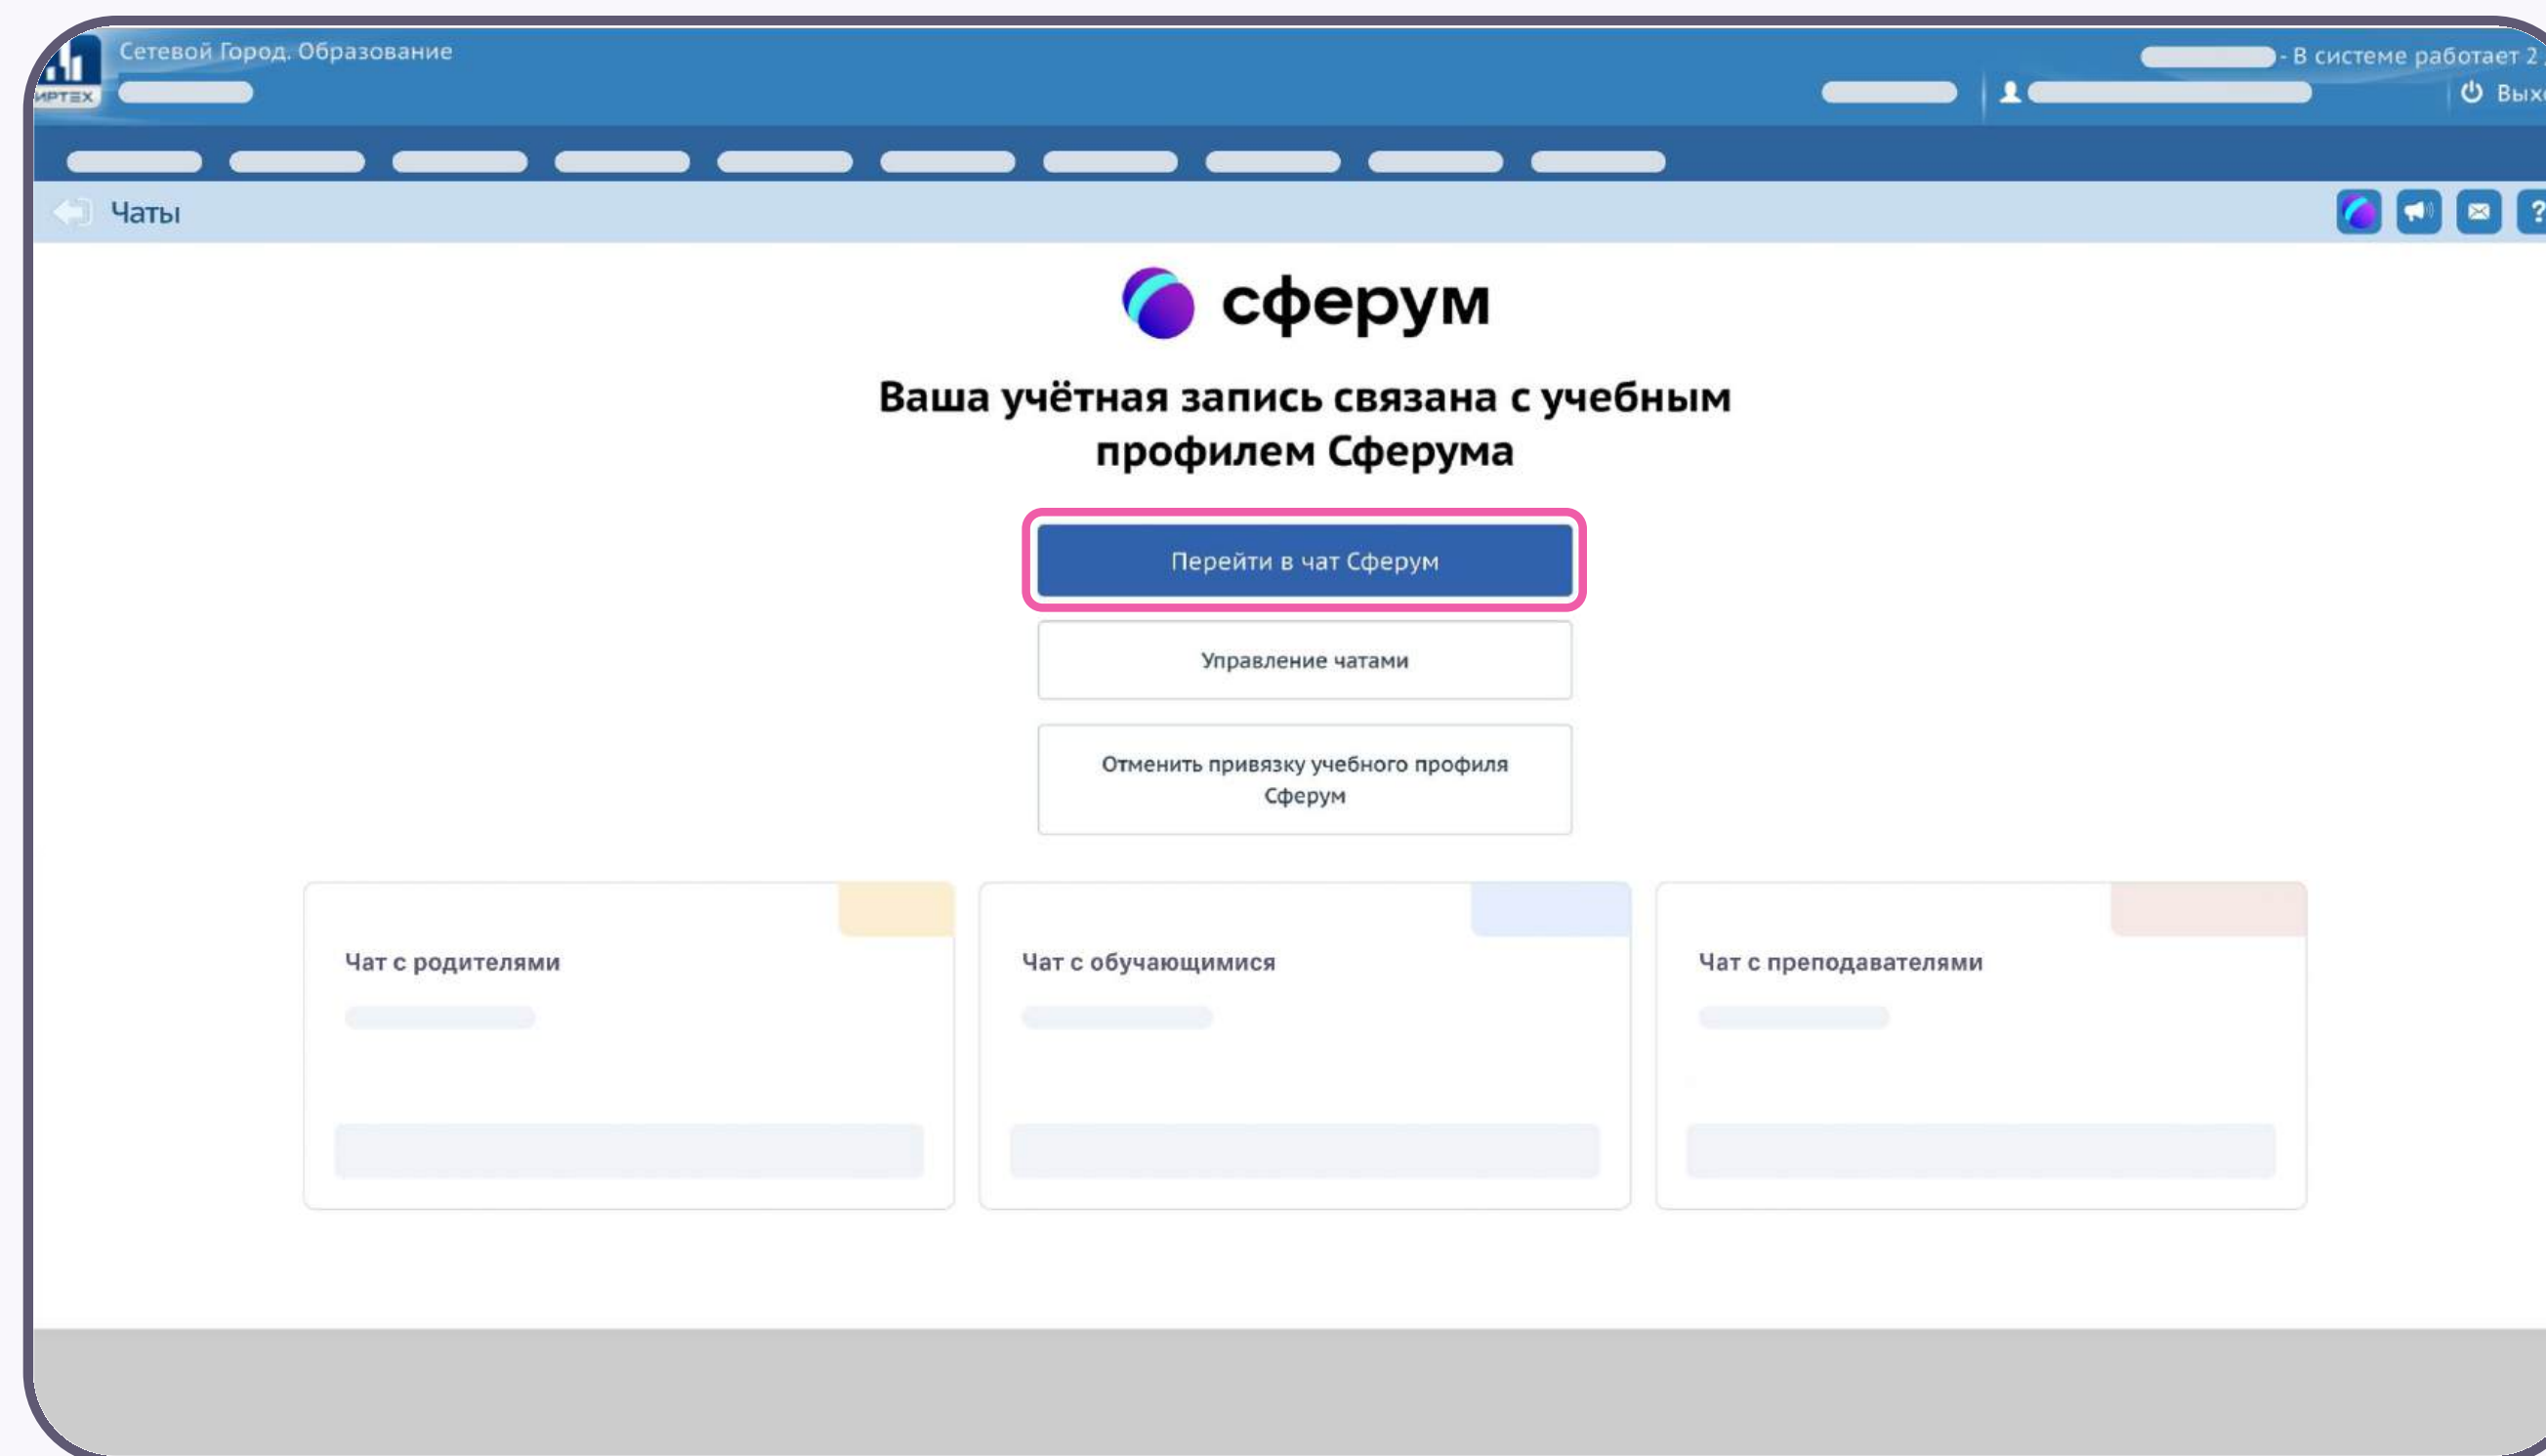 Сетевой Город. Образование
- В системе работает 2
ИРТЕХ
Чаты
?
сферум
Ваша учётная запись связана с учебным
профилем Сферума
Перейти в чат Сферум
Управление чатами
Отменить привязку учебного профиля
Сферум
Чат с родителями
Чат с обучающимися
Чат с преподавателями